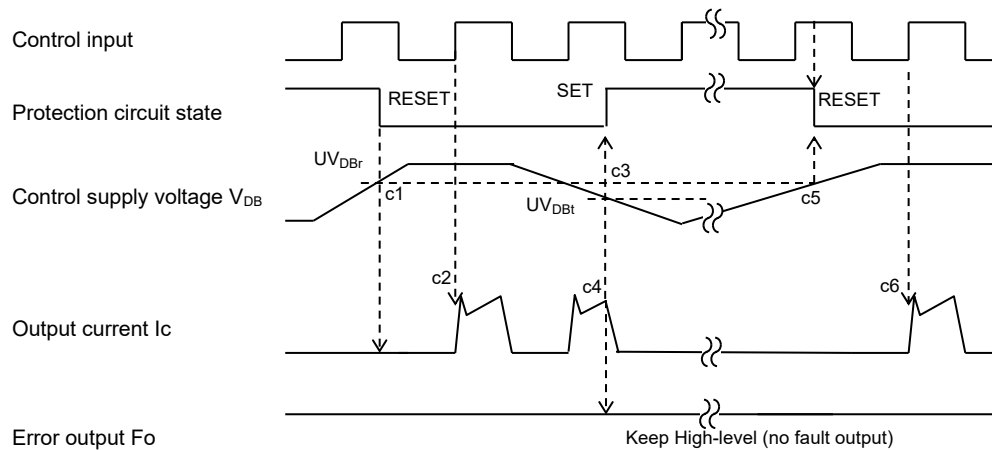 Control input
RESET
SET
Protection circuit state
RESET
UVDBr
c3
Control supply voltage VDB
c1
c5
UVDBt
c2
c4
c6
Output current Ic
Error output Fo
Keep High-level (no fault output)